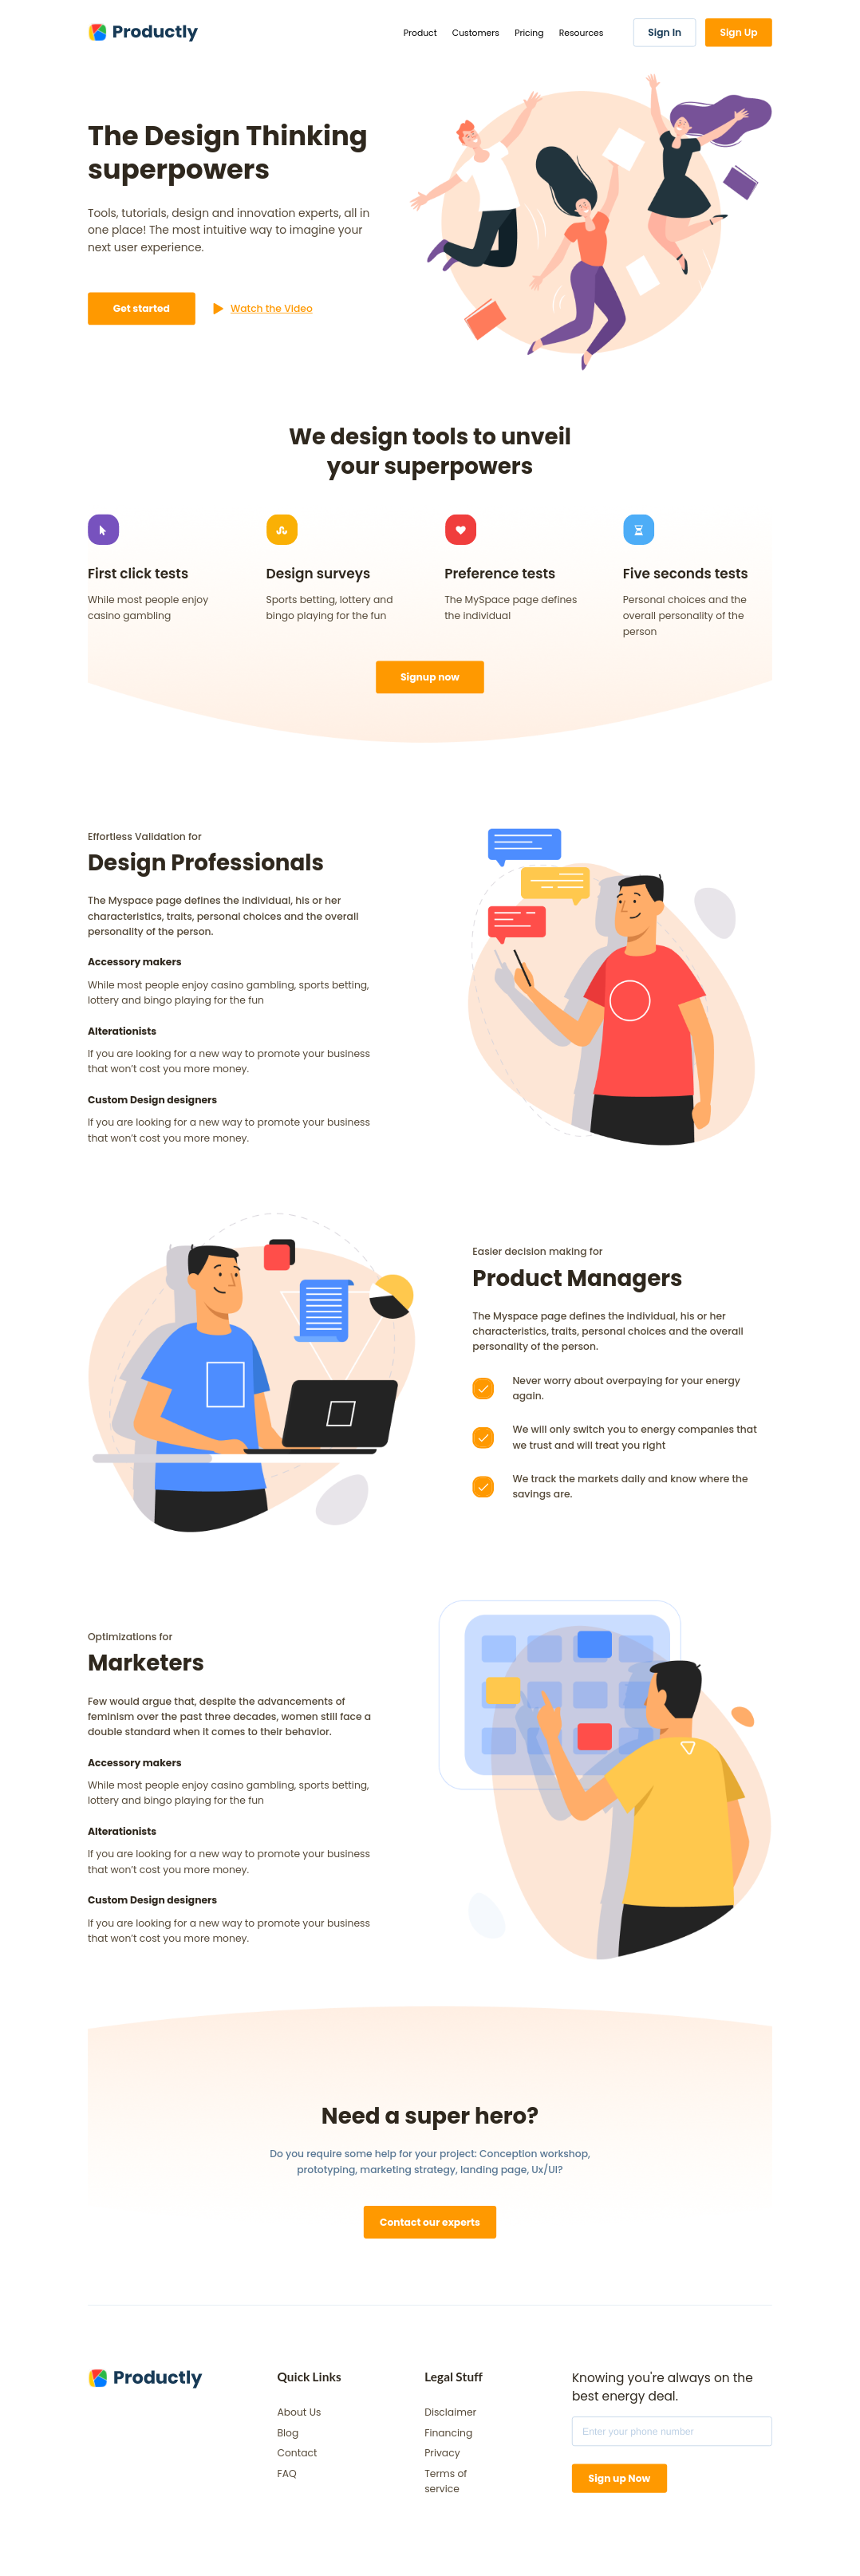 Productly
Product
Customers
Pricing
Resources
Sign In
Sign Up
The Design Thinking
superpowers
Tools, tutorials, design and innovation experts, all in
one place! The most intuitive way to imagine your
next user experience.
Get started
Watch the Video
We design tools to unveil
your superpowers
First click tests
While most people enjoy
casino gambling
Design surveys
Sports betting, lottery and
bingo playing for the fun
Preference tests
The MySpace page defines
the individual
Five seconds tests
Personal choices and the
overall personality of the
person
Signup now
Effortless Validation for
Design Professionals
The Myspace page defines the individual, his or her
characteristics, traits, personal choices and the overall
personality of the person.
Accessory makers
While most people enjoy casino gambling, sports betting,
lottery and bingo playing for the fun
Alterationists
If you are looking for a new way to promote your business
that won’t cost you more money.
Custom Design designers
If you are looking for a new way to promote your business
that won’t cost you more money.
Easier decision making for
Product Managers
The Myspace page defines the individual, his or her
characteristics, traits, personal choices and the overall
personality of the person.
Never worry about overpaying for your energy
again.
We will only switch you to energy companies that
we trust and will treat you right
We track the markets daily and know where the
savings are.
Optimizations for
Marketers
Few would argue that, despite the advancements of
feminism over the past three decades, women still face a
double standard when it comes to their behavior.
Accessory makers
While most people enjoy casino gambling, sports betting,
lottery and bingo playing for the fun
Alterationists
If you are looking for a new way to promote your business
that won’t cost you more money.
Custom Design designers
If you are looking for a new way to promote your business
that won’t cost you more money.
Need a super hero?
Do you require some help for your project: Conception workshop,
prototyping, marketing strategy, landing page, Ux/UI?
Contact our experts
Productly
Quick Links
About Us
Blog
Contact
FAQ
Legal Stuff
Disclaimer
Financing
Privacy
Terms of
service
Knowing you're always on the
best energy deal.
Enter your phone number
Sign up Now